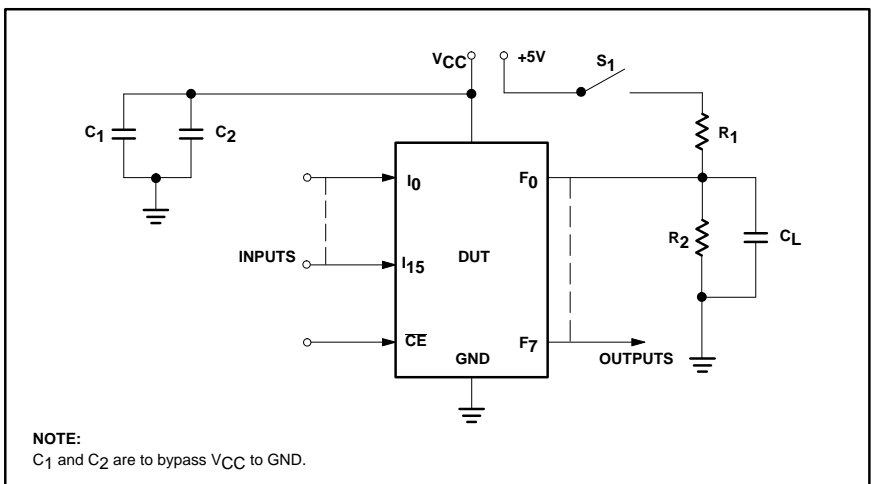 VCC +5V S1
C1 C2 R1
I0 F0
R2 CL
INPUTS I15 DUT
CE F7
GND OUTPUTS
NOTE:
C1 and C2 are to bypass VCC to GND.